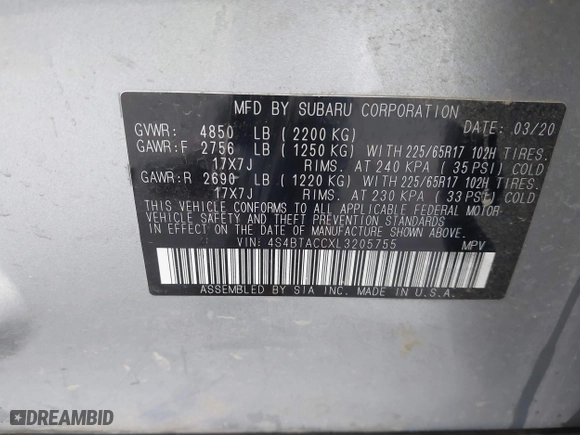 MFD BY SUBARU CORPORATION DATE: 03/20
GVWR: 4850 LB (2200 KG)
GAWR:F 2756 LB (1250 KG) WITH 225/65R17 102H TIRES.
17X7J RIMS. AT 240 KPA (35 PSI) COLD
GAWR:R 2690 LB (1220 KG) WITH 225/65R17 102H TIRES.
17X7J RIMS. AT 230 KPA (33 PSI) COLD
THIS VEHICLE CONFORMS TO ALL APPLICABLE FEDERAL MOTOR
VEHICLE SAFETY AND THEFT PREVENTION STANDARDS
IN EFFECT ON THE DATE OF MANUFACTURE SHOWN ABOVE.
VIN: 4S4BTACCXL3205755 MPV
ASSEMBLED BY SIA INC. MADE IN U.S.A.
DREAMBID